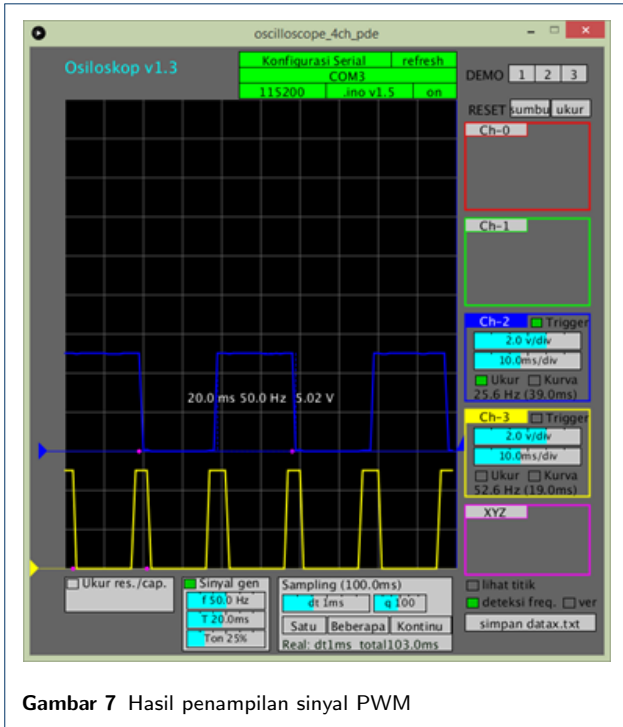 oscilloscope_4ch_pde
Osiloskop v1.3
Konfigurasi Serial refresh
COM3
115200 .ino v1.5 on
DEMO 1 2 3
RESET sumbu ukur
Ch-0
Ch-1
Ch-2 Trigger
2.0 v/div
10.0ms/div
Ukur Kurva
25.6 Hz (39.0ms)
20.0 ms 50.0 Hz 5.02 V
Ch-3 Trigger
2.0 v/div
10.0ms/div
Ukur Kurva
52.6 Hz (19.0ms)
XYZ
Ukur res./cap.
Sinyal gen
f 50.0 Hz
T 20.0ms
Ton 25%
Sampling (100.0ms)
dt 1ms q 100
Satu Beberapa Kontinu
Real: dt1ms total103.0ms
lihat titik
deteksi freq. ver
simpan datax.txt
Gambar 7 Hasil penampilan sinyal PWM